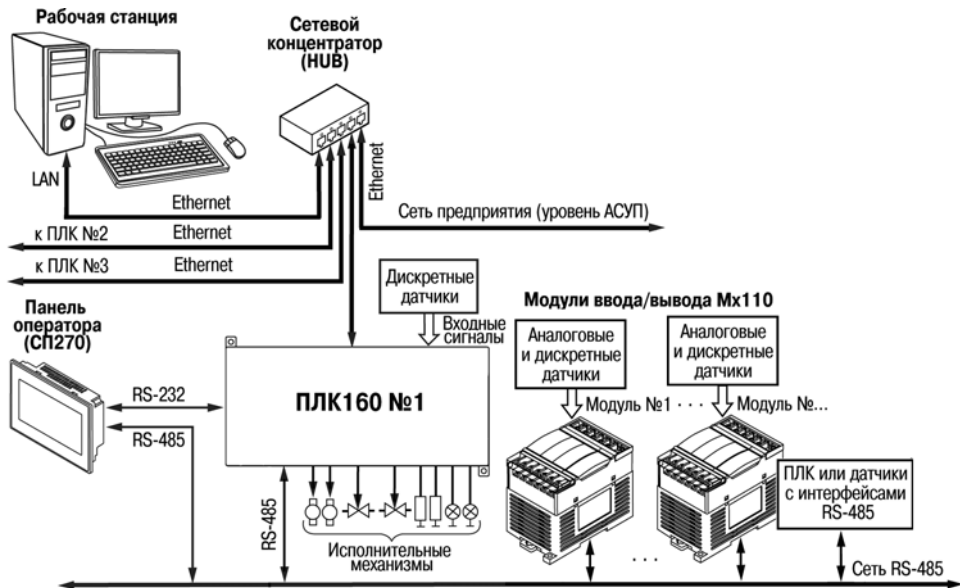 Рабочая станция
Сетевой
концентратор
(HUB)
LAN
Ethernet
Ethernet
Сеть предприятия (уровень АСУП)
к ПЛК №2
Ethernet
к ПЛК №3
Ethernet
Дискретные
датчики
Входные
сигналы
Модули ввода/вывода Мх110
Аналоговые
и дискретные
датчики
Аналоговые
и дискретные
датчики
Модуль №1 · · ·
Модуль №...
Панель
оператора
(СП270)
RS-232
RS-485
ПЛК160 №1
RS-485
Исполнительные
механизмы
ПЛК или датчики
с интерфейсами
RS-485
. . .
Сеть RS-485